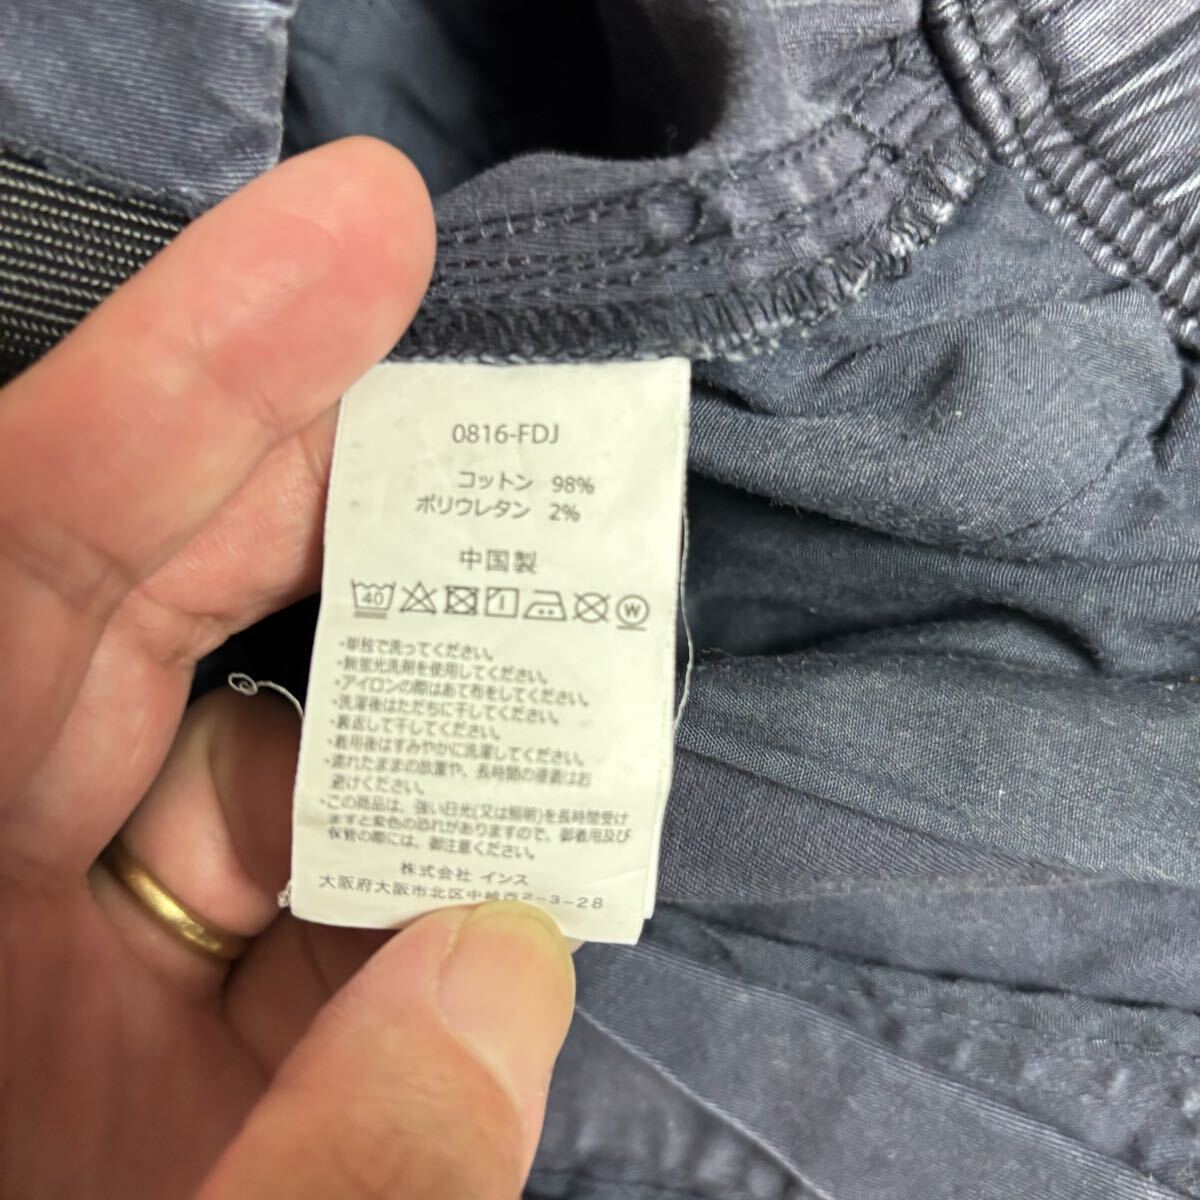 0816-FDJ
コットン 98%
ポリウレタン 2%
中国製
40 W
・単独で洗ってください。
・無蛍光洗剤を使用してください。
・アイロンの際はあて布をしてください。
・洗濯後はただちに干してください。
・裏返して干してください。
・着用後はすみやかに洗濯してください。
・濡れたままの放置や、長時間の浸漬はお
避けください。
・この商品は、強い日光(又は照明)を長時間受け
ますと変色の恐れがありますので、御着用及び
保管の際には、御注意ください。
株式会社 インス
大阪府大阪市北区中崎西2-3-28